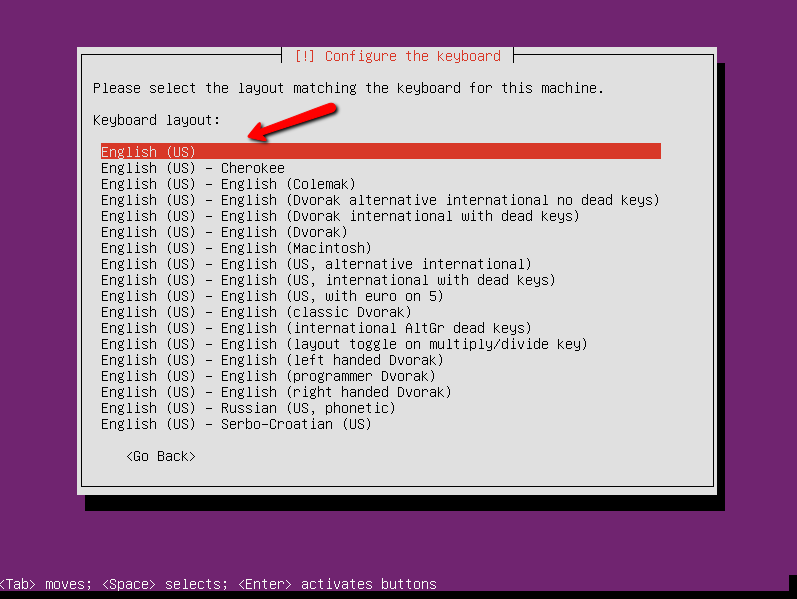 [!] Configure the keyboard
Please select the layout matching the keyboard for this machine.
Keyboard layout:
English (US)
English (US) - Cherokee
English (US) - English (Colemak)
English (US) - English (Dvorak alternative international no dead keys)
English (US) - English (Dvorak international with dead keys)
English (US) - English (Dvorak)
English (US) - English (Macintosh)
English (US) - English (US, alternative international)
English (US) - English (US, international with dead keys)
English (US) - English (US, with euro on 5)
English (US) - English (classic Dvorak)
English (US) - English (international AltGr dead keys)
English (US) - English (layout toggle on multiply/divide key)
English (US) - English (left handed Dvorak)
English (US) - English (programmer Dvorak)
English (US) - English (right handed Dvorak)
English (US) - Russian (US, phonetic)
English (US) - Serbo-Croatian (US)
<Go Back>
<Tab> moves; <Space> selects; <Enter> activates buttons